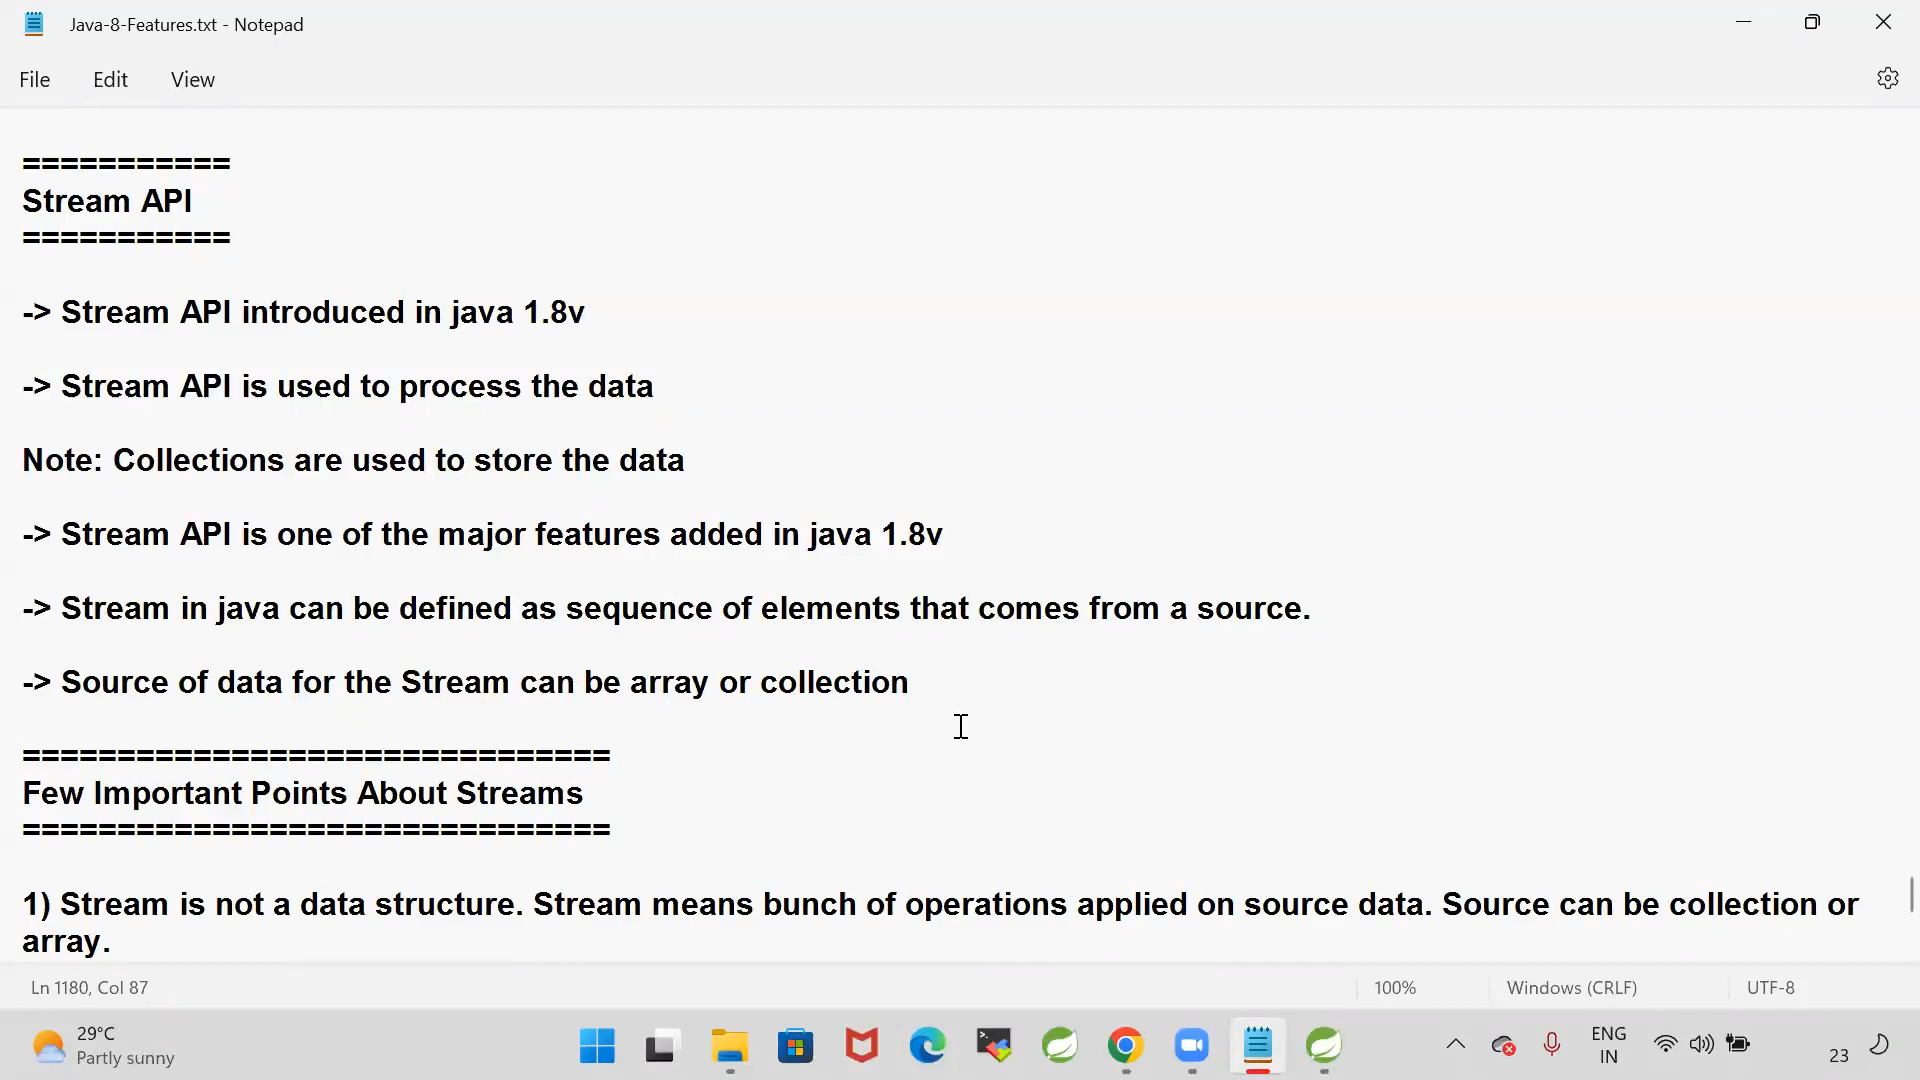 Java-8-Features.txt - Notepad
File Edit View
===========
Stream API
===========
-> Stream API introduced in java 1.8v
-> Stream API is used to process the data
Note: Collections are used to store the data
-> Stream API is one of the major features added in java 1.8v
-> Stream in java can be defined as sequence of elements that comes from a source.
-> Source of data for the Stream can be array or collection
===============================
Few Important Points About Streams
===============================
1) Stream is not a data structure. Stream means bunch of operations applied on source data. Source can be collection or
array.
Ln 1180, Col 87 100% Windows (CRLF) UTF-8
29°C
Partly sunny
ENG
IN
23